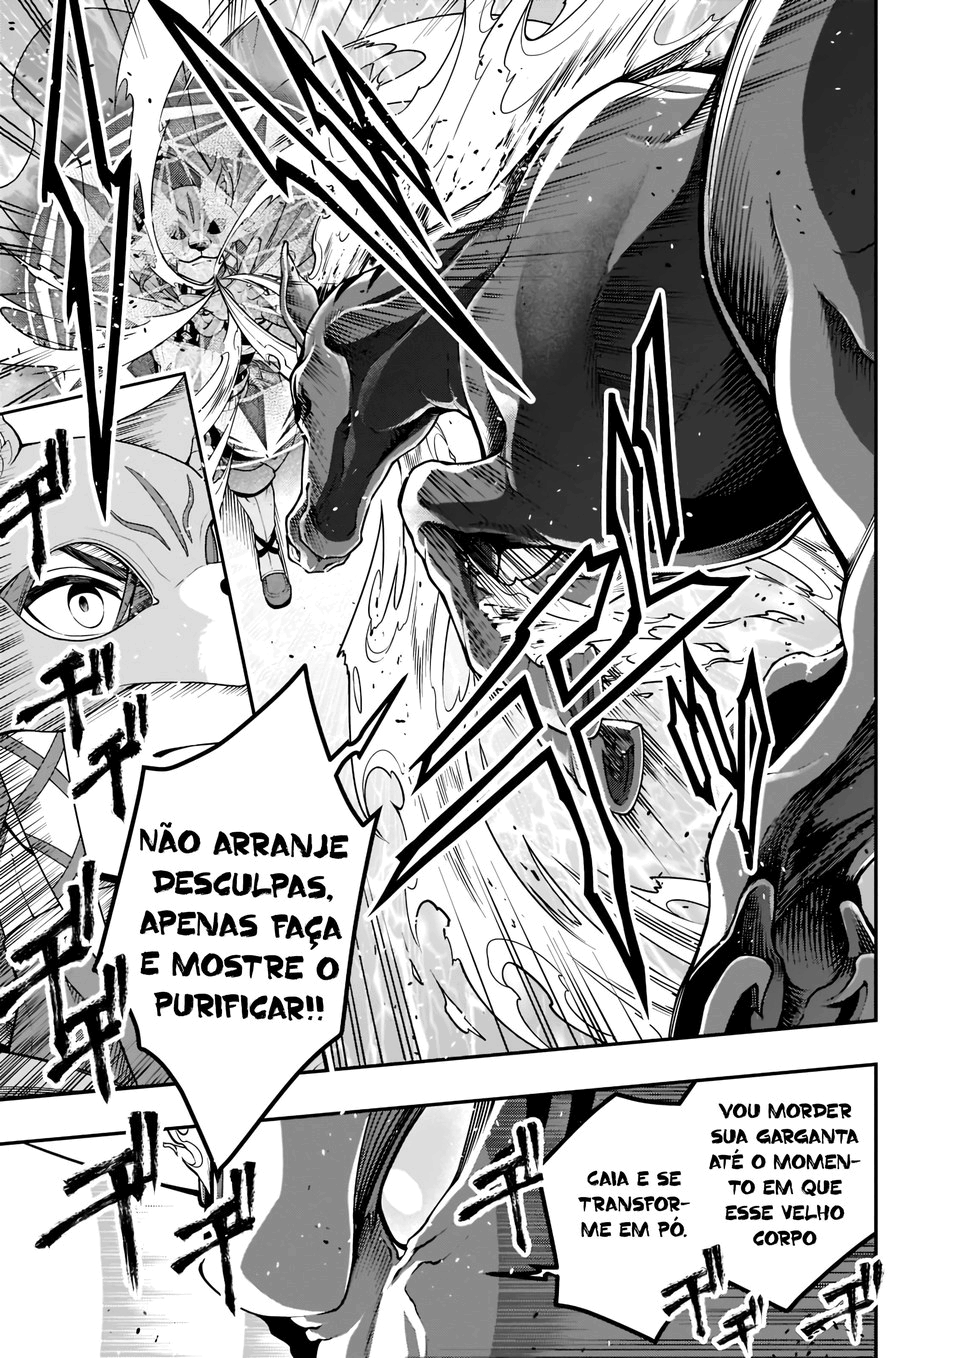 NÃO ARRANJE
DESCULPAS,
APENAS FAÇA
E MOSTRE O
PURIFICAR!!
VOU MORDER
SUA GARGANTA
ATÉ O MOMEN-
TO EM QUE
ESSE VELHO
CORPO
CAIA E SE
TRANSFOR-
ME EM PÓ.